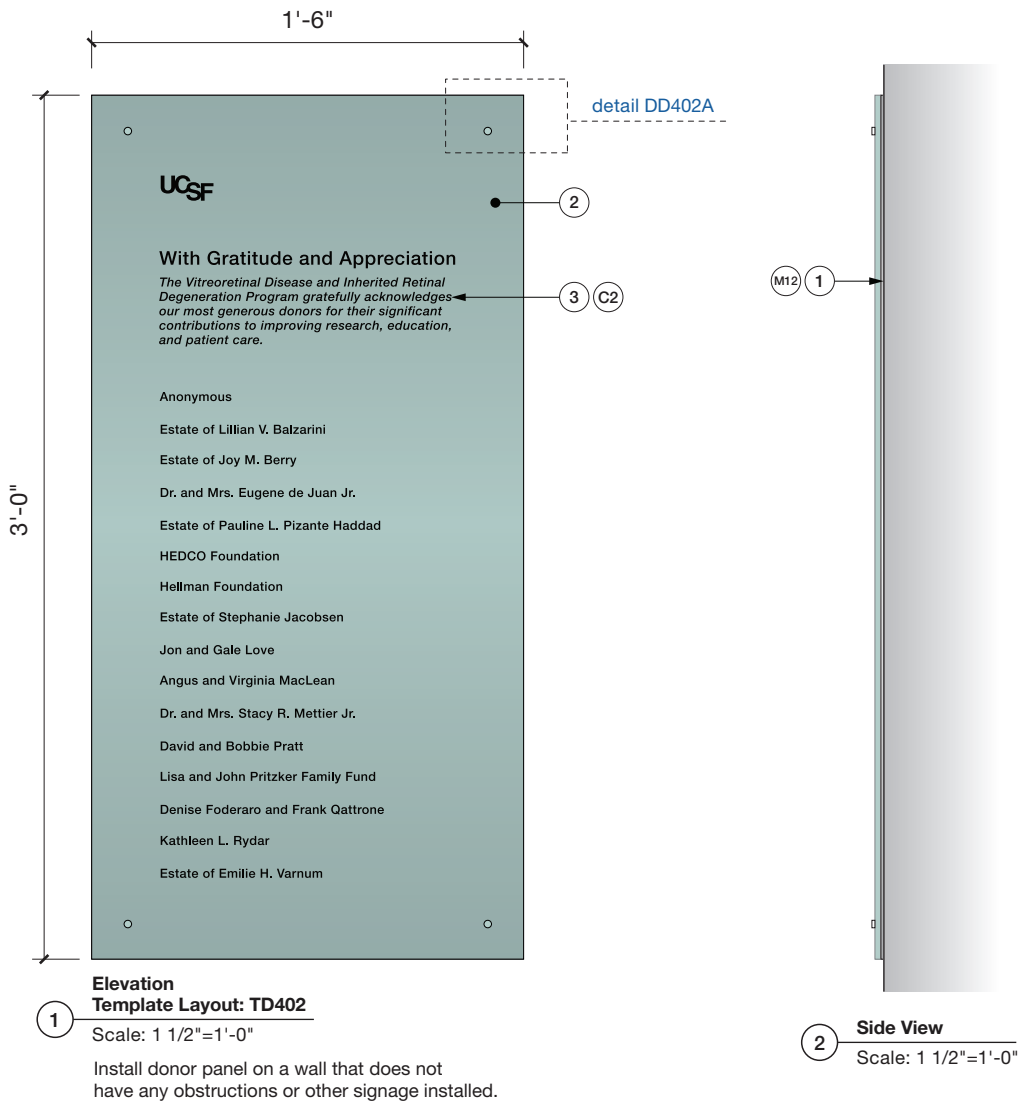 1'-6"
detail DD402A
UCSF
2
With Gratitude and Appreciation
The Vitreoretinal Disease and Inherited Retinal
Degeneration Program gratefully acknowledges
our most generous donors for their significant
contributions to improving research, education,
and patient care.
3 C2
M12 1
Anonymous
Estate of Lillian V. Balzarini
Estate of Joy M. Berry
Dr. and Mrs. Eugene de Juan Jr.
Estate of Pauline L. Pizante Haddad
HEDCO Foundation
Hellman Foundation
Estate of Stephanie Jacobsen
Jon and Gale Love
Angus and Virginia MacLean
Dr. and Mrs. Stacy R. Mettier Jr.
David and Bobbie Pratt
Lisa and John Pritzker Family Fund
Denise Foderaro and Frank Qattrone
Kathleen L. Rydar
Estate of Emilie H. Varnum
3'-0"
1
Elevation
Template Layout: TD402
Scale: 1 1/2"=1'-0"
Install donor panel on a wall that does not
have any obstructions or other signage installed.
2
Side View
Scale: 1 1/2"=1'-0"